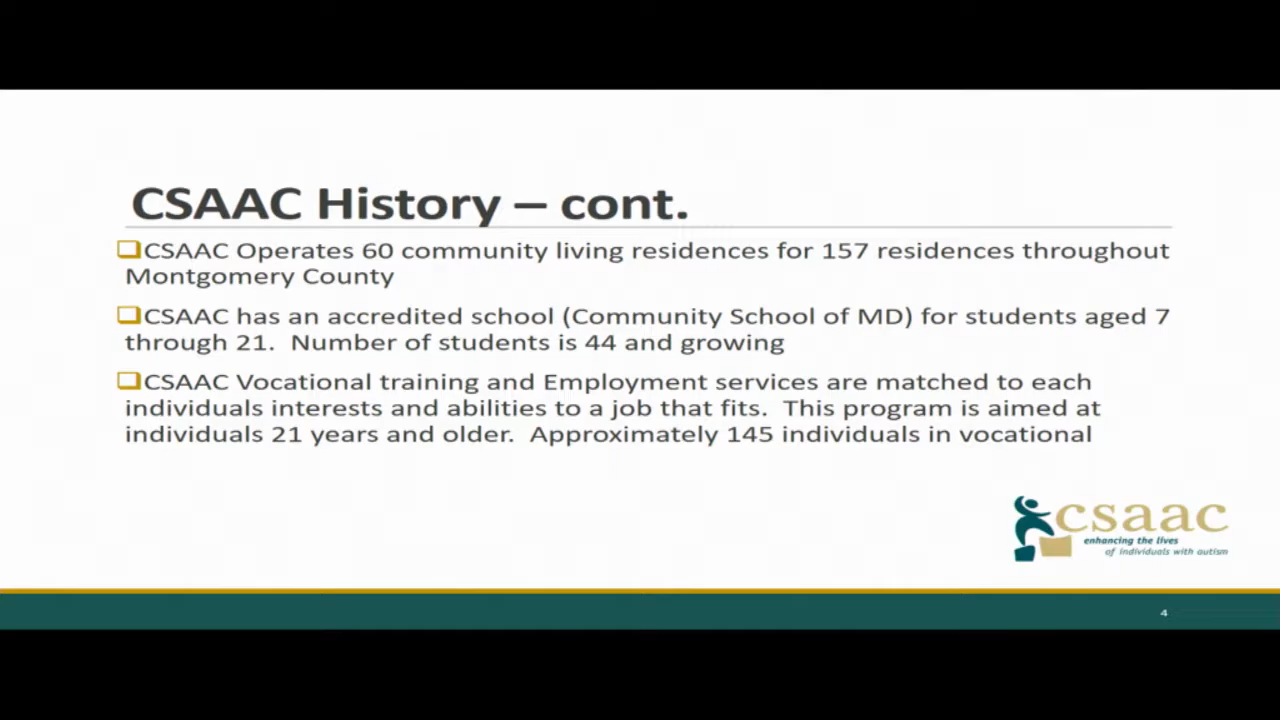 CSAAC History – cont.
CSAAC Operates 60 community living residences for 157 residences throughout
Montgomery County
CSAAC has an accredited school (Community School of MD) for students aged 7
through 21.  Number of students is 44 and growing
CSAAC Vocational training and Employment services are matched to each
individuals interests and abilities to a job that fits.  This program is aimed at
individuals 21 years and older.  Approximately 145 individuals in vocational
csaac
enhancing the lives
of individuals with autism
4